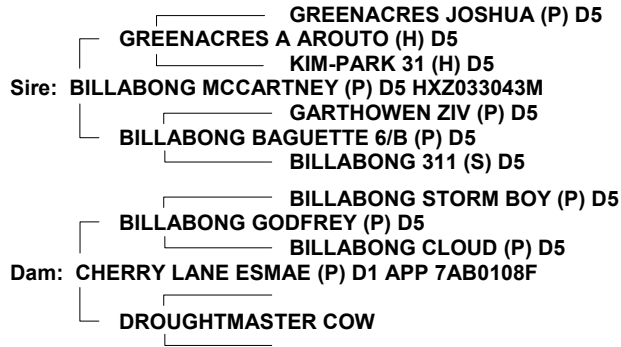 GREENACRES JOSHUA (P) D5
GREENACRES A AROUTO (H) D5
KIM-PARK 31 (H) D5
Sire: BILLABONG MCCARTNEY (P) D5 HXZ033043M
GARTHOWEN ZIV (P) D5
BILLABONG BAGUETTE 6/B (P) D5
BILLABONG 311 (S) D5
BILLABONG STORM BOY (P) D5
BILLABONG GODFREY (P) D5
BILLABONG CLOUD (P) D5
Dam: CHERRY LANE ESMAE (P) D1 APP 7AB0108F
DROUGHTMASTER COW